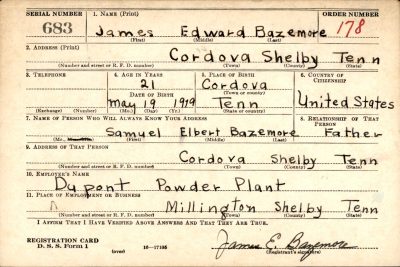 SERIAL NUMBER 1. NAME (Print) ORDER NUMBER
683 James Edward Bazemore 178
(First) (Middle) (Last)
2. ADDRESS (Print)
Cordova Shelby Tenn
(Number and street or R. F. D. number) (Town) (County) (State)
3. TELEPHONE 4. AGE IN YEARS 5. PLACE OF BIRTH 6. COUNTRY OF CITIZENSHIP
21 Cordova
DATE OF BIRTH (Town or county)
May 19 1919 Tenn United States
(Exchange) (Number) (Mo.) (Day) (Yr.) (State or country)
7. NAME OF PERSON WHO WILL ALWAYS KNOW YOUR ADDRESS 8. RELATIONSHIP OF THAT PERSON
Samuel Elbert Bazemore Father
(First) (Middle) (Last)
9. ADDRESS OF THAT PERSON
Cordova Shelby Tenn
(Number and street or R. F. D. number) (Town) (County) (State)
10. EMPLOYER'S NAME
Dupont Powder Plant
11. PLACE OF EMPLOYMENT OR BUSINESS
Millington Shelby Tenn
(Number and street or R. F. D. number) (Town) (County) (State)
I AFFIRM THAT I HAVE VERIFIED ABOVE ANSWERS AND THAT THEY ARE TRUE.
REGISTRATION CARD
D. S. S. Form 1 (over) 16—17105 James E. Bazemore
(Registrant's signature)